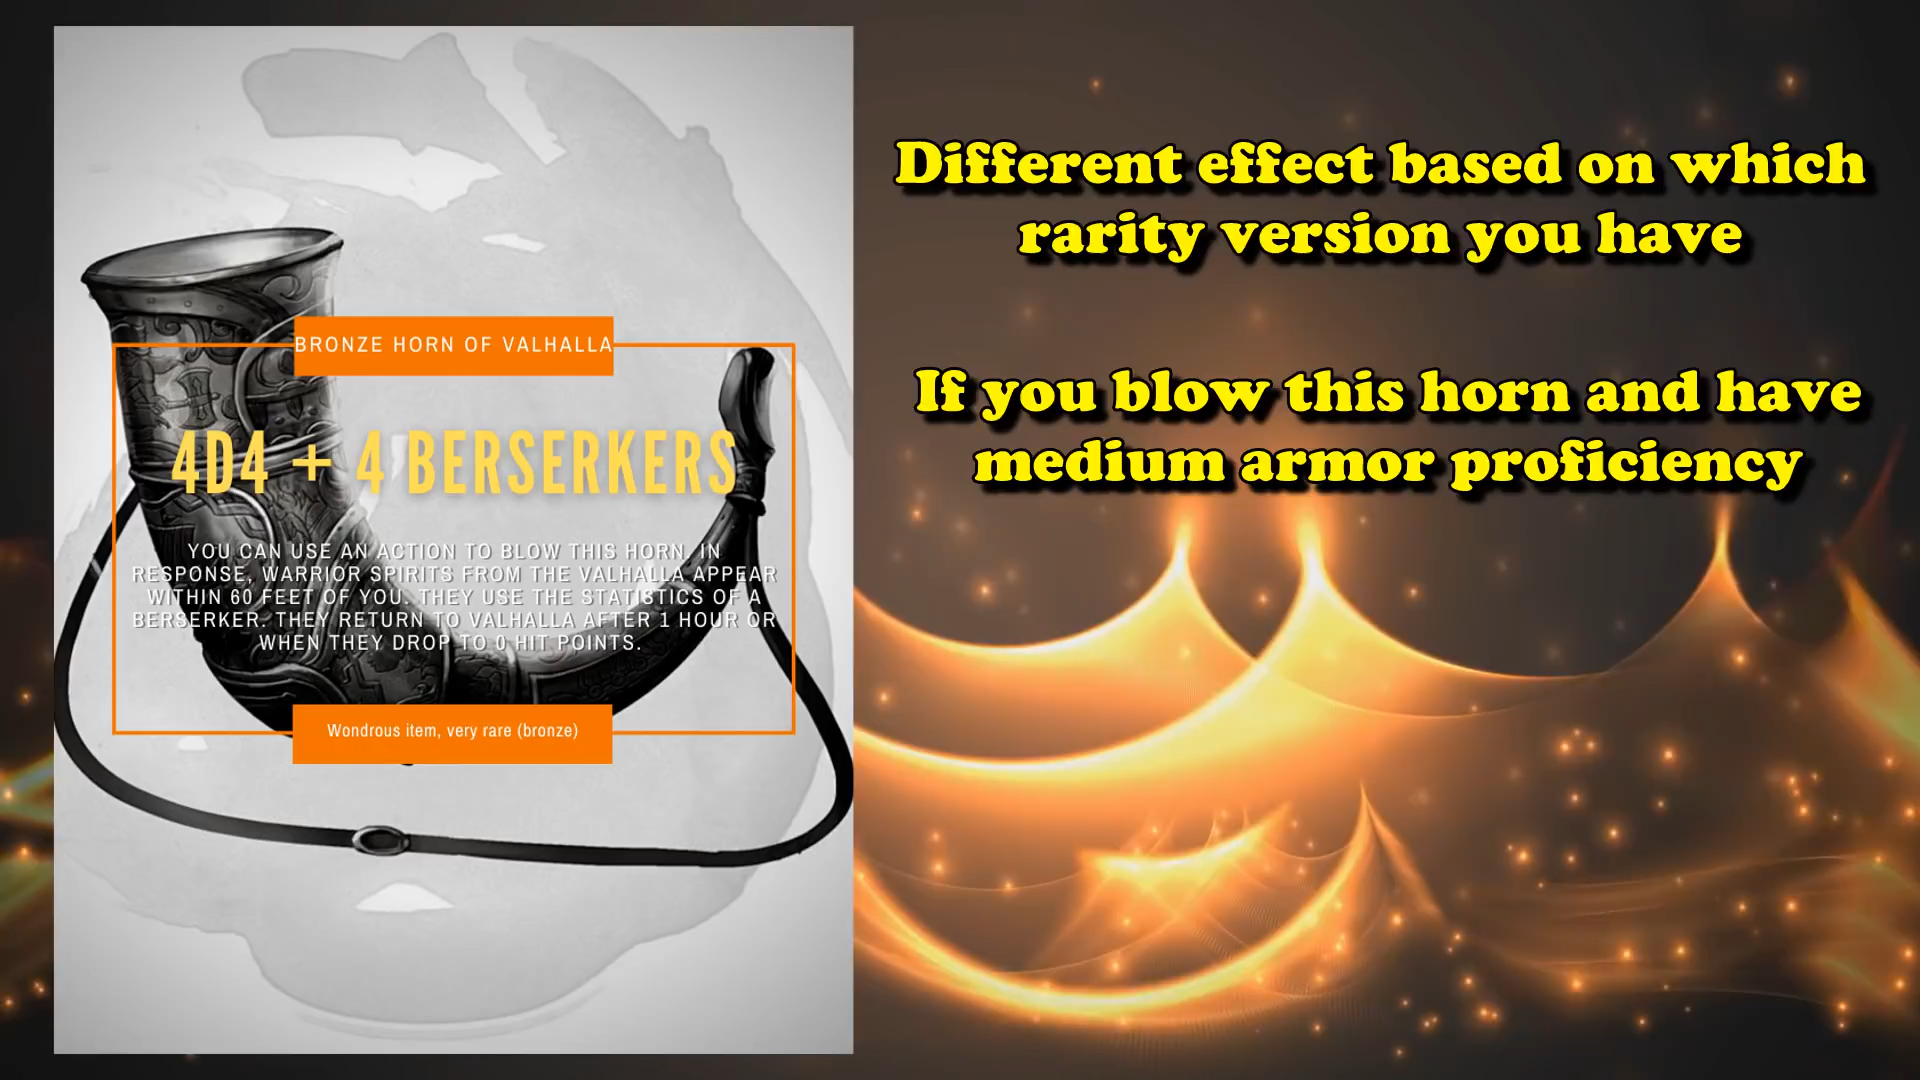 BRONZE HORN OF VALHALLA
4D4 + 4 BERSERKERS
YOU CAN USE AN ACTION TO BLOW THIS HORN. IN
RESPONSE, WARRIOR SPIRITS FROM THE VALHALLA APPEAR
WITHIN 60 FEET OF YOU. THEY USE THE STATISTICS OF A
BERSERKER. THEY RETURN TO VALHALLA AFTER 1 HOUR OR
WHEN THEY DROP TO 0 HIT POINTS.
Wondrous item, very rare (bronze)
Different effect based on which
rarity version you have
If you blow this horn and have
medium armor proficiency